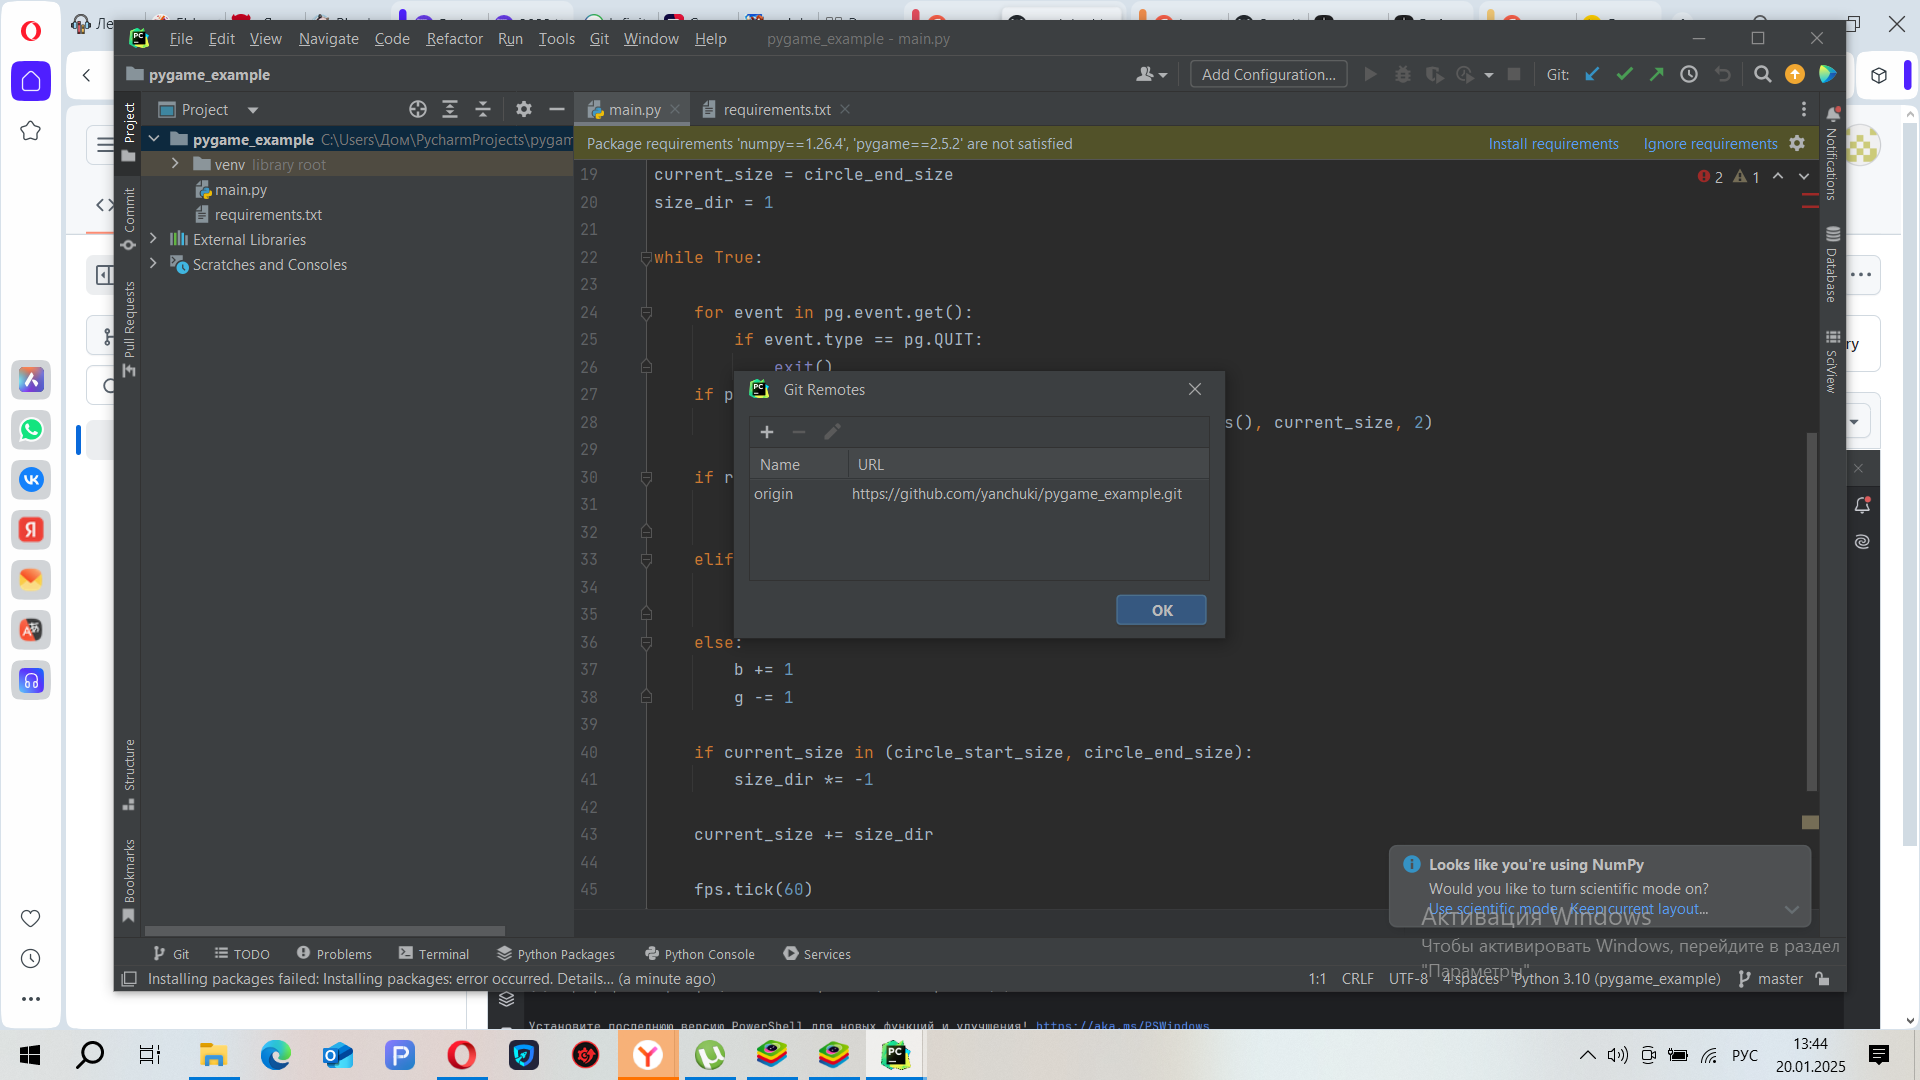 File Edit View Navigate Code Refactor Run Tools Git Window Help pygame_example - main.py
pygame_example
Add Configuration...
Git:
Project
main.py
requirements.txt
Project
Commit
Pull Requests
Structure
Bookmarks
pygame_example C:\Users\Дом\PycharmProjects\pygam
venv library root
main.py
requirements.txt
External Libraries
Scratches and Consoles
Package requirements 'numpy==1.26.4', 'pygame==2.5.2' are not satisfied
Install requirements
Ignore requirements
2 1
19 current_size = circle_end_size
20 size_dir = 1
21
22 while True:
23
24 for event in pg.event.get():
25 if event.type == pg.QUIT:
26 exit()
27 if p
28 s(), current_size, 2)
29
30 if r
31
32
33 elif
34
35
36 else:
37 b += 1
38 g -= 1
39
40 if current_size in (circle_start_size, circle_end_size):
41 size_dir *= -1
42
43 current_size += size_dir
44
45 fps.tick(60)
Git Remotes
Name URL
origin https://github.com/yanchuki/pygame_example.git
OK
Notifications
Database
SciView
ry
Looks like you're using NumPy
Would you like to turn scientific mode on?
Use scientific mode Keep current layout...
Активация Windows
Чтобы активировать Windows, перейдите в раздел
"Параметры"
Git TODO Problems Terminal Python Packages Python Console Services
Installing packages failed: Installing packages: error occurred. Details... (a minute ago)
1:1 CRLF UTF-8 4 spaces Python 3.10 (pygame_example) master
Установите последнюю версию PowerShell для новых функций и улучшения! https://aka.ms/PSWindows
РУС
13:44
20.01.2025